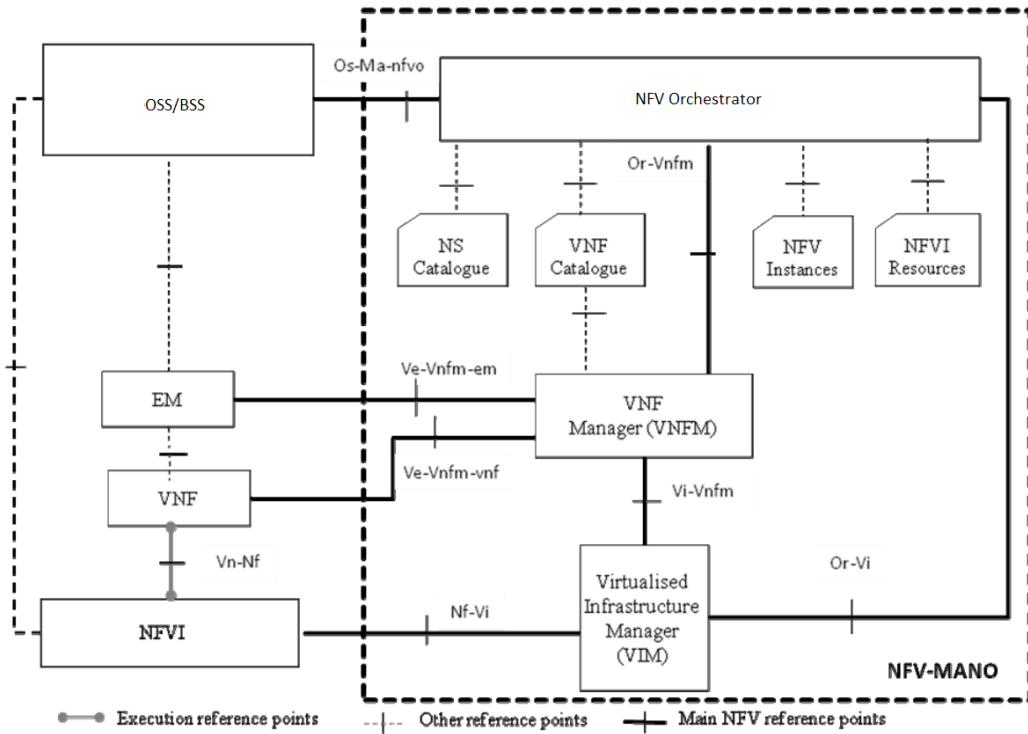 Os-Ma-nfvo
OSS/BSS
NFV Orchestrator
Or-Vnfm
NS
Catalogue
VNF
Catalogue
NFV
Instances
NFVI
Resources
Ve-Vnfm-em
EM
VNF
Manager (VNFM)
Ve-Vnfm-vnf
VNF
Vi-Vnfm
Vn-Nf
Or-Vi
Virtualised
Infrastructure
Manager
(VIM)
Nf-Vi
NFVI
NFV-MANO
Execution reference points
Other reference points
Main NFV reference points